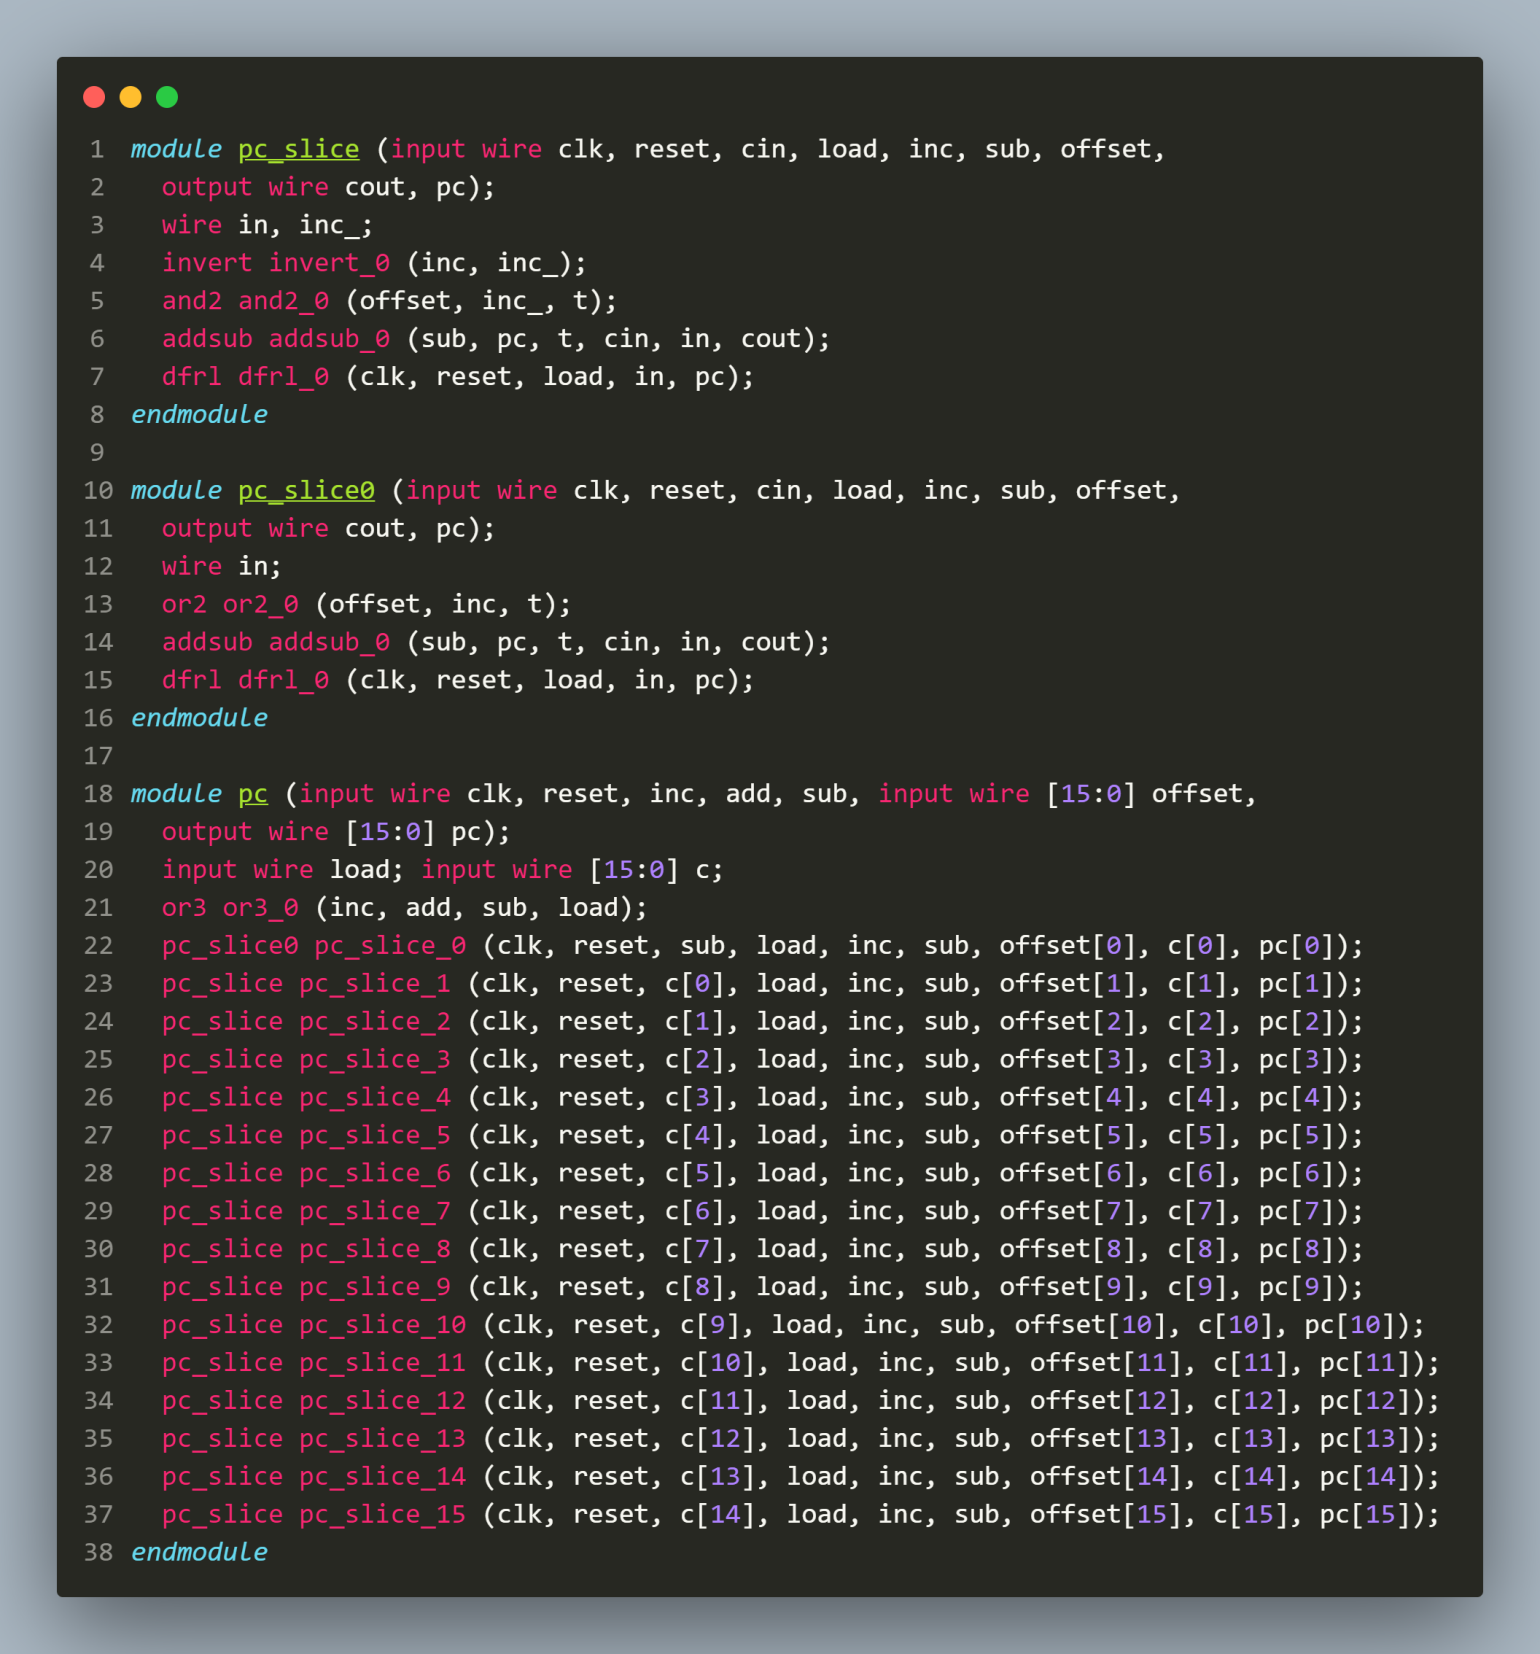 1 module pc_slice (input wire clk, reset, cin, load, inc, sub, offset,
2   output wire cout, pc);
3   wire in, inc_;
4   invert invert_0 (inc, inc_);
5   and2 and2_0 (offset, inc_, t);
6   addsub addsub_0 (sub, pc, t, cin, in, cout);
7   dfrl dfrl_0 (clk, reset, load, in, pc);
8 endmodule
9
10 module pc_slice0 (input wire clk, reset, cin, load, inc, sub, offset,
11   output wire cout, pc);
12   wire in;
13   or2 or2_0 (offset, inc, t);
14   addsub addsub_0 (sub, pc, t, cin, in, cout);
15   dfrl dfrl_0 (clk, reset, load, in, pc);
16 endmodule
17
18 module pc (input wire clk, reset, inc, add, sub, input wire [15:0] offset,
19   output wire [15:0] pc);
20   input wire load; input wire [15:0] c;
21   or3 or3_0 (inc, add, sub, load);
22   pc_slice0 pc_slice_0 (clk, reset, sub, load, inc, sub, offset[0], c[0], pc[0]);
23   pc_slice pc_slice_1 (clk, reset, c[0], load, inc, sub, offset[1], c[1], pc[1]);
24   pc_slice pc_slice_2 (clk, reset, c[1], load, inc, sub, offset[2], c[2], pc[2]);
25   pc_slice pc_slice_3 (clk, reset, c[2], load, inc, sub, offset[3], c[3], pc[3]);
26   pc_slice pc_slice_4 (clk, reset, c[3], load, inc, sub, offset[4], c[4], pc[4]);
27   pc_slice pc_slice_5 (clk, reset, c[4], load, inc, sub, offset[5], c[5], pc[5]);
28   pc_slice pc_slice_6 (clk, reset, c[5], load, inc, sub, offset[6], c[6], pc[6]);
29   pc_slice pc_slice_7 (clk, reset, c[6], load, inc, sub, offset[7], c[7], pc[7]);
30   pc_slice pc_slice_8 (clk, reset, c[7], load, inc, sub, offset[8], c[8], pc[8]);
31   pc_slice pc_slice_9 (clk, reset, c[8], load, inc, sub, offset[9], c[9], pc[9]);
32   pc_slice pc_slice_10 (clk, reset, c[9], load, inc, sub, offset[10], c[10], pc[10]);
33   pc_slice pc_slice_11 (clk, reset, c[10], load, inc, sub, offset[11], c[11], pc[11]);
34   pc_slice pc_slice_12 (clk, reset, c[11], load, inc, sub, offset[12], c[12], pc[12]);
35   pc_slice pc_slice_13 (clk, reset, c[12], load, inc, sub, offset[13], c[13], pc[13]);
36   pc_slice pc_slice_14 (clk, reset, c[13], load, inc, sub, offset[14], c[14], pc[14]);
37   pc_slice pc_slice_15 (clk, reset, c[14], load, inc, sub, offset[15], c[15], pc[15]);
38 endmodule